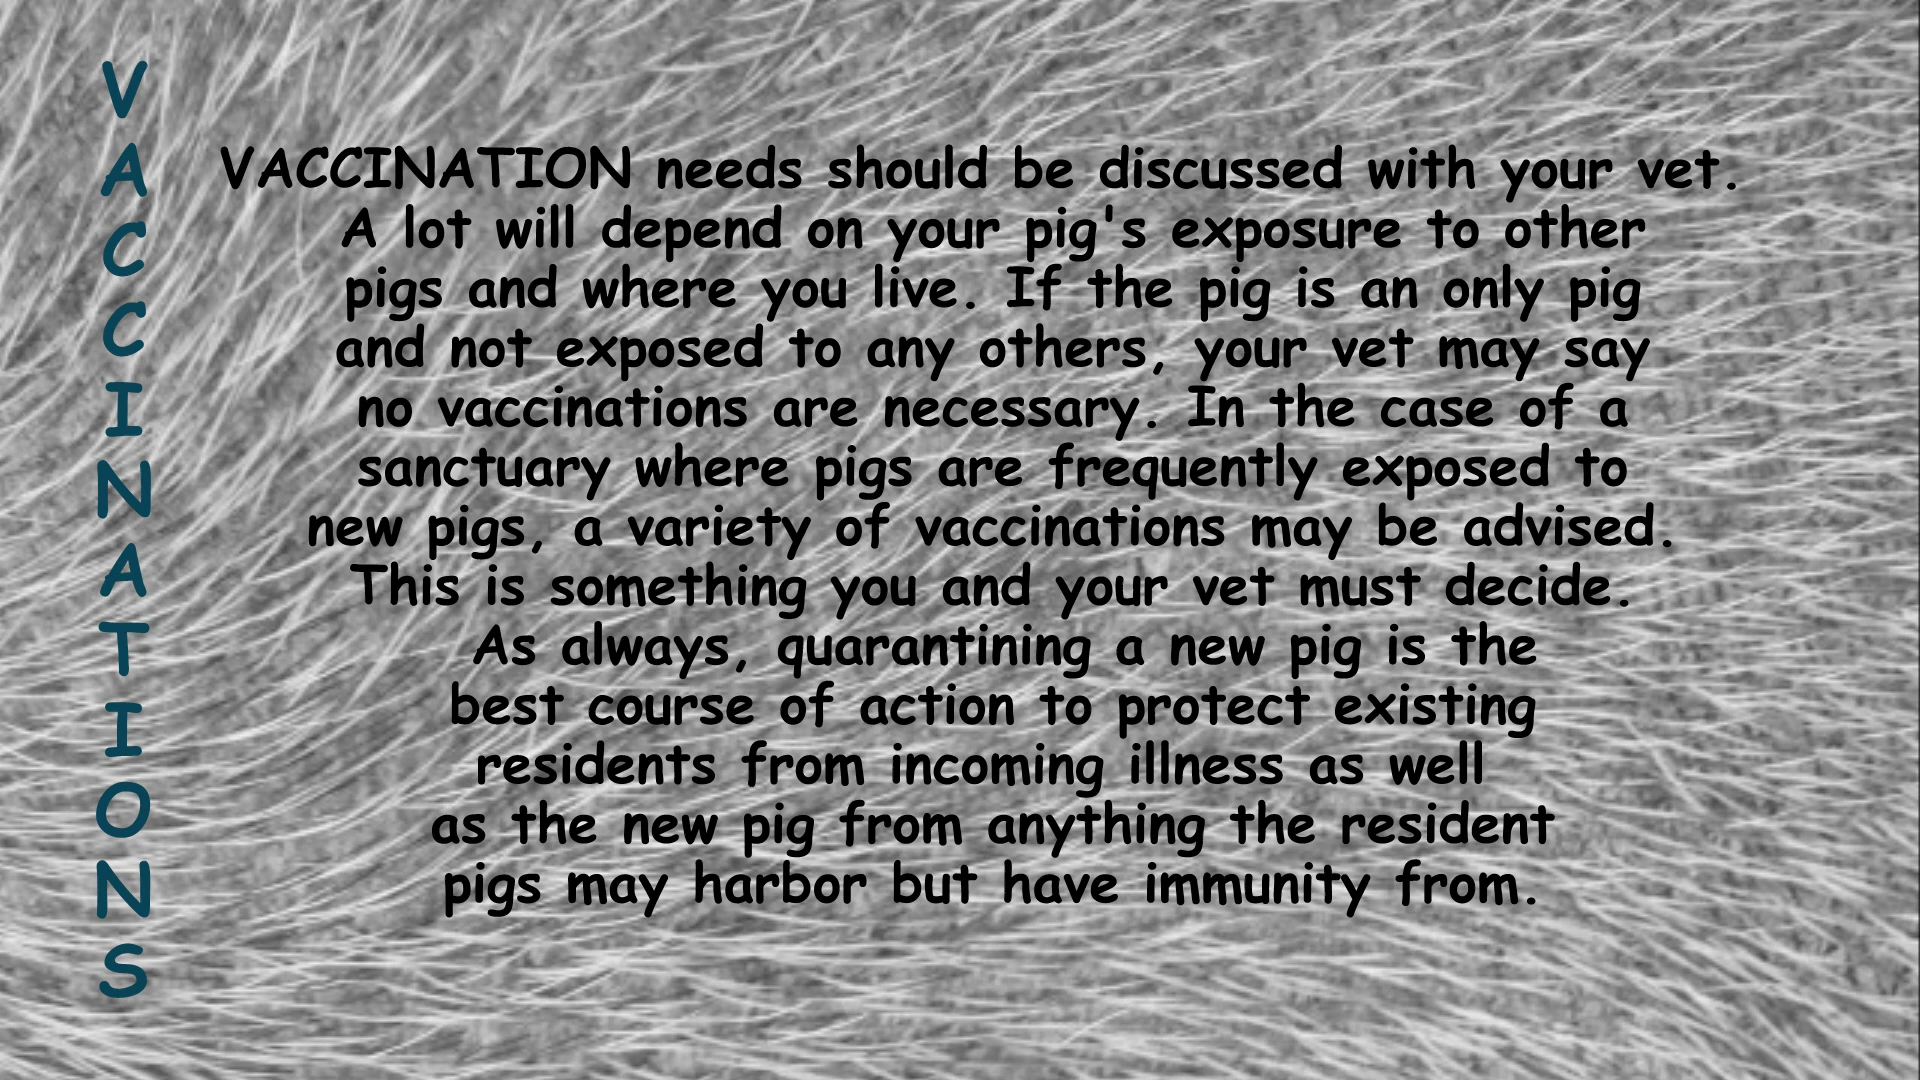 VACCINATIONS
VACCINATION needs should be discussed with your vet.
A lot will depend on your pig's exposure to other
pigs and where you live. If the pig is an only pig
and not exposed to any others, your vet may say
no vaccinations are necessary. In the case of a
sanctuary where pigs are frequently exposed to
new pigs, a variety of vaccinations may be advised.
This is something you and your vet must decide.
As always, quarantining a new pig is the
best course of action to protect existing
residents from incoming illness as well
as the new pig from anything the resident
pigs may harbor but have immunity from.